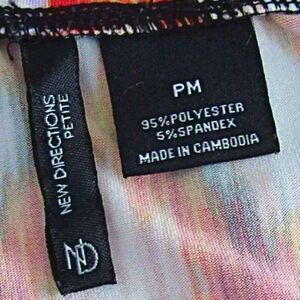 NEW DIRECTIONS
PETITE
ND
PM
95% POLYESTER
5% SPANDEX
MADE IN CAMBODIA